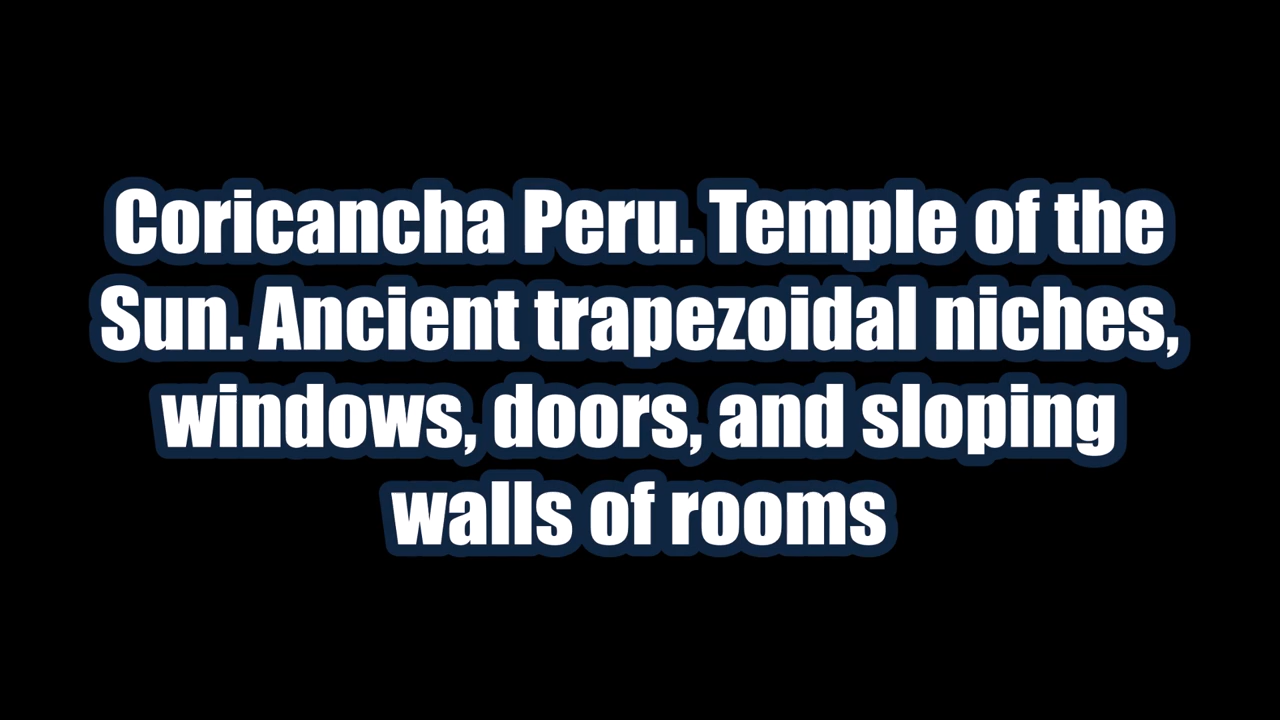 Coricancha Peru. Temple of the
Sun. Ancient trapezoidal niches,
windows, doors, and sloping
walls of rooms